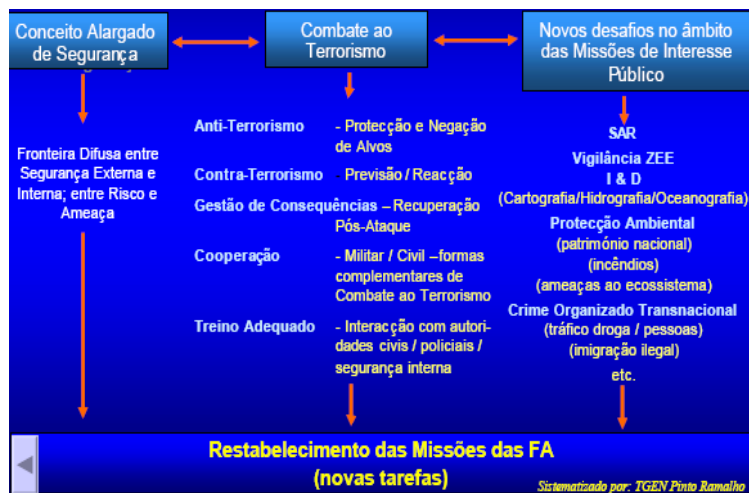 Conceito Alargado
de Segurança
Combate ao
Terrorismo
Novos desafios no âmbito
das Missões de Interesse
Público
Fronteira Difusa entre
Segurança Externa e
Interna; entre Risco e
Ameaça
Anti-Terrorismo - Protecção e Negação
de Alvos
Contra-Terrorismo - Previsão / Reacção
Gestão de Consequências – Recuperação
Pós-Ataque
Cooperação - Militar / Civil –formas
complementares de
Combate ao Terrorismo
Treino Adequado - Interacção com autori-
dades civis / policiais /
segurança interna
SAR
Vigilância ZEE
I & D
(Cartografia/Hidrografia/Oceanografia)
Protecção Ambiental
(património nacional)
(incêndios)
(ameaças ao ecossistema)
Crime Organizado Transnacional
(tráfico droga / pessoas)
(imigração ilegal)
etc.
Restabelecimento das Missões das FA
(novas tarefas)
Sistematizado por: TGEN Pinto Ramalho